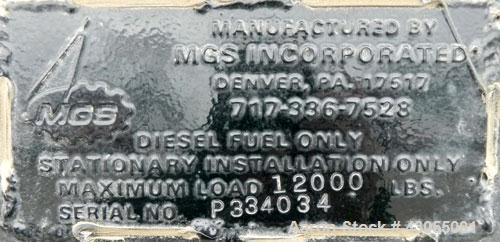 MANUFACTURED BY
MGS INCORPORATED
DENVER, PA. 17517
717-336-7528
MGS
DIESEL FUEL ONLY
STATIONARY INSTALLATION ONLY
MAXIMUM LOAD 12000 LBS.
SERIAL NO. P334034